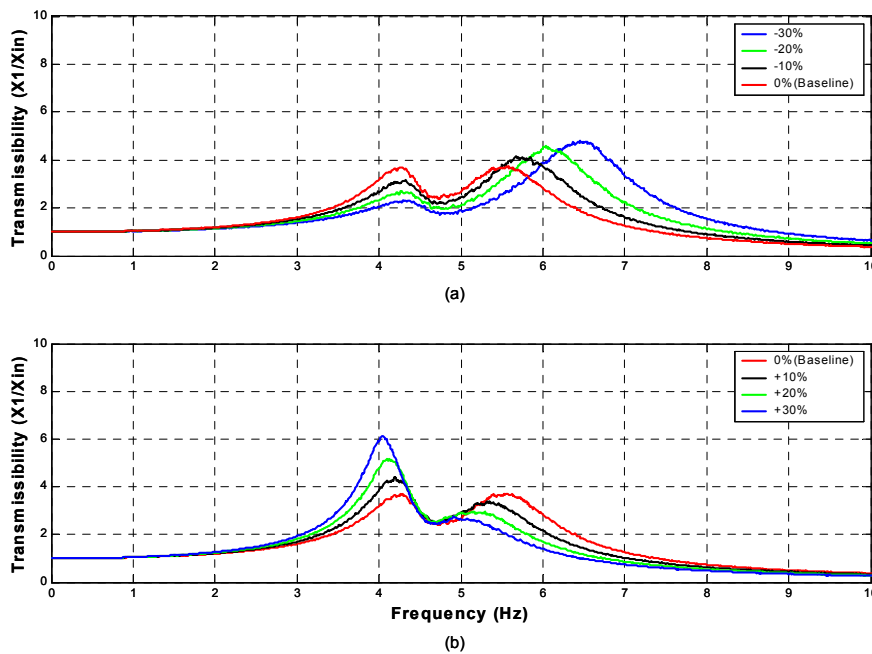 Transmissibility (X1/Xin)
10
8
6
4
2
0
0 1 2 3 4 5 6 7 8 9 10
-30%
-20%
-10%
0%(Baseline)
(a)
Transmissibility (X1/Xin)
10
8
6
4
2
0
0 1 2 3 4 5 6 7 8 9 10
0%(Baseline)
+10%
+20%
+30%
Frequency (Hz)
(b)